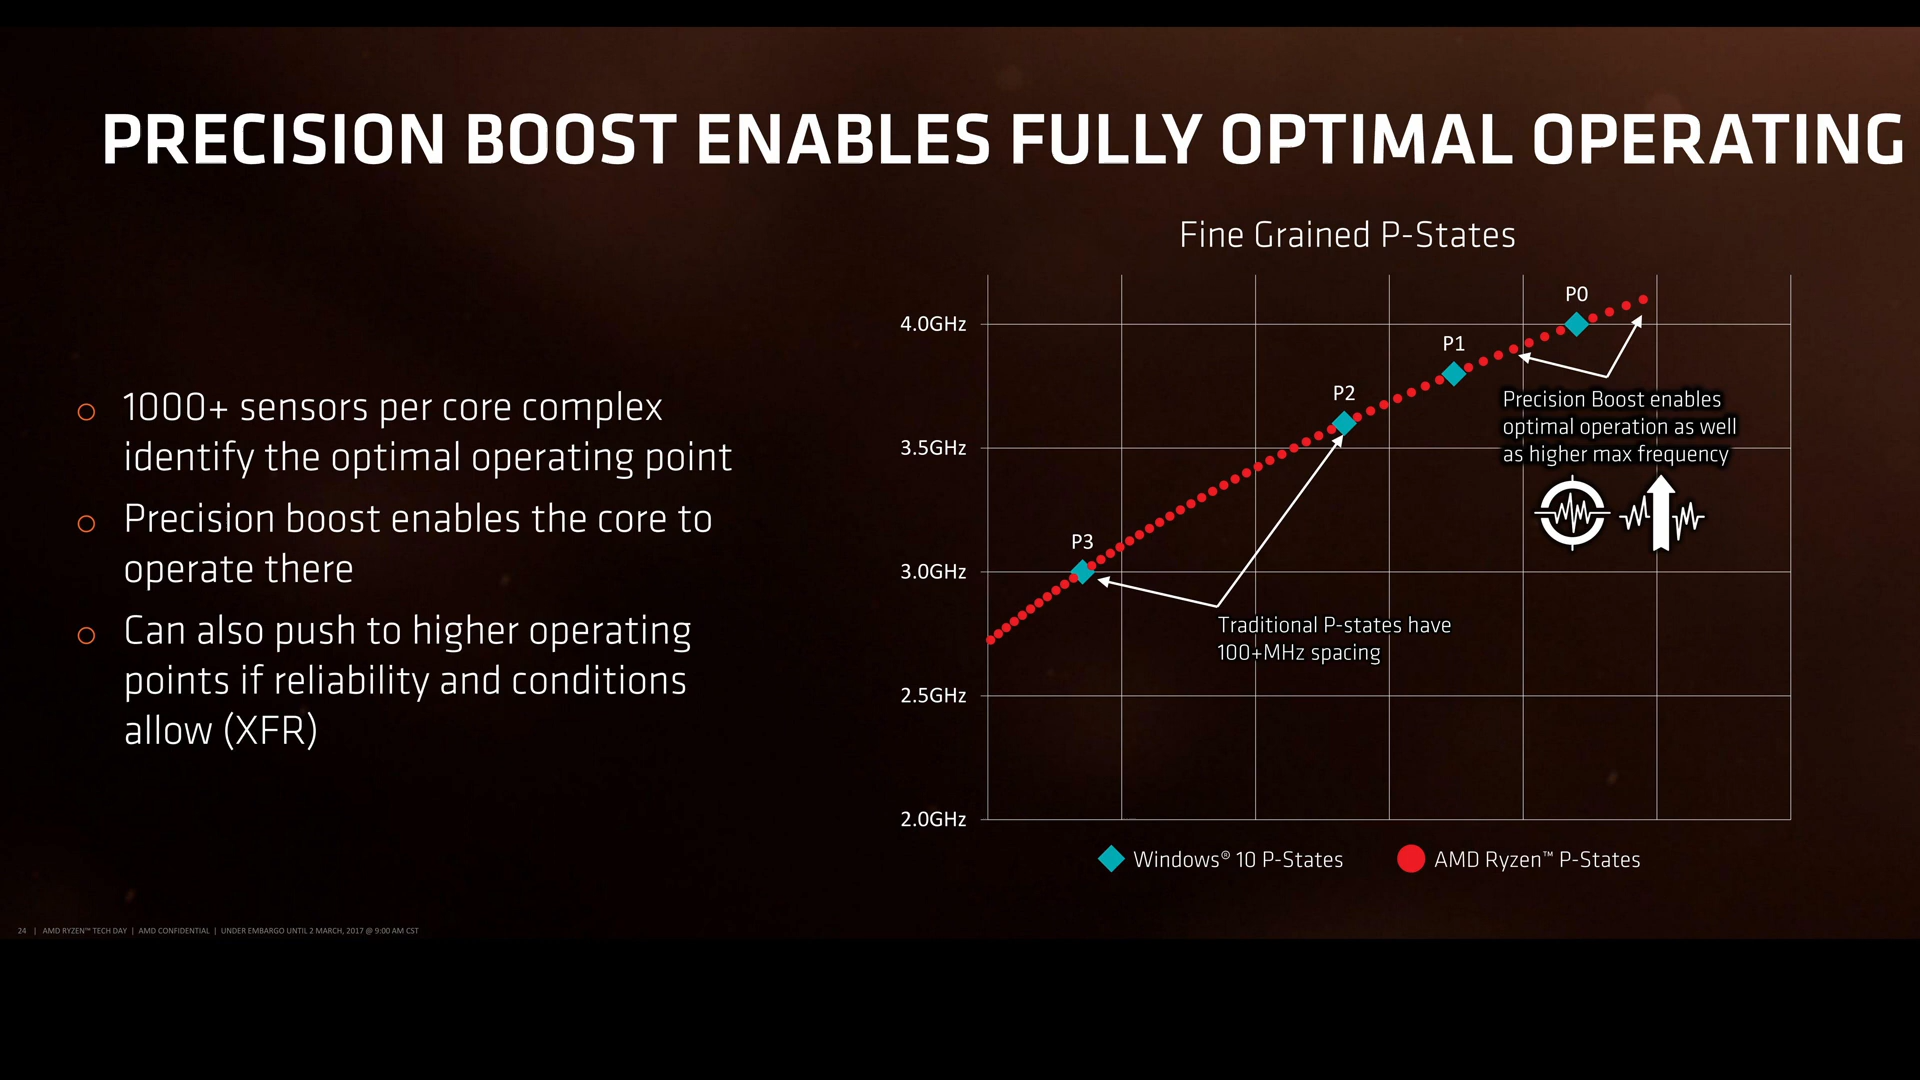 PRECISION BOOST ENABLES FULLY OPTIMAL OPERATING
1000+ sensors per core complex
identify the optimal operating point
Precision boost enables the core to
operate there
Can also push to higher operating
points if reliability and conditions
allow (XFR)
Fine Grained P-States
4.0GHz
3.5GHz
3.0GHz
2.5GHz
2.0GHz
P0
P1
P2
P3
Precision Boost enables
optimal operation as well
as higher max frequency
Traditional P-states have
100+MHz spacing
Windows® 10 P-States
AMD Ryzen™ P-States
24 | AMD RYZEN™ TECH DAY | AMD CONFIDENTIAL | UNDER EMBARGO UNTIL 2 MARCH, 2017 @ 9:00 AM CST